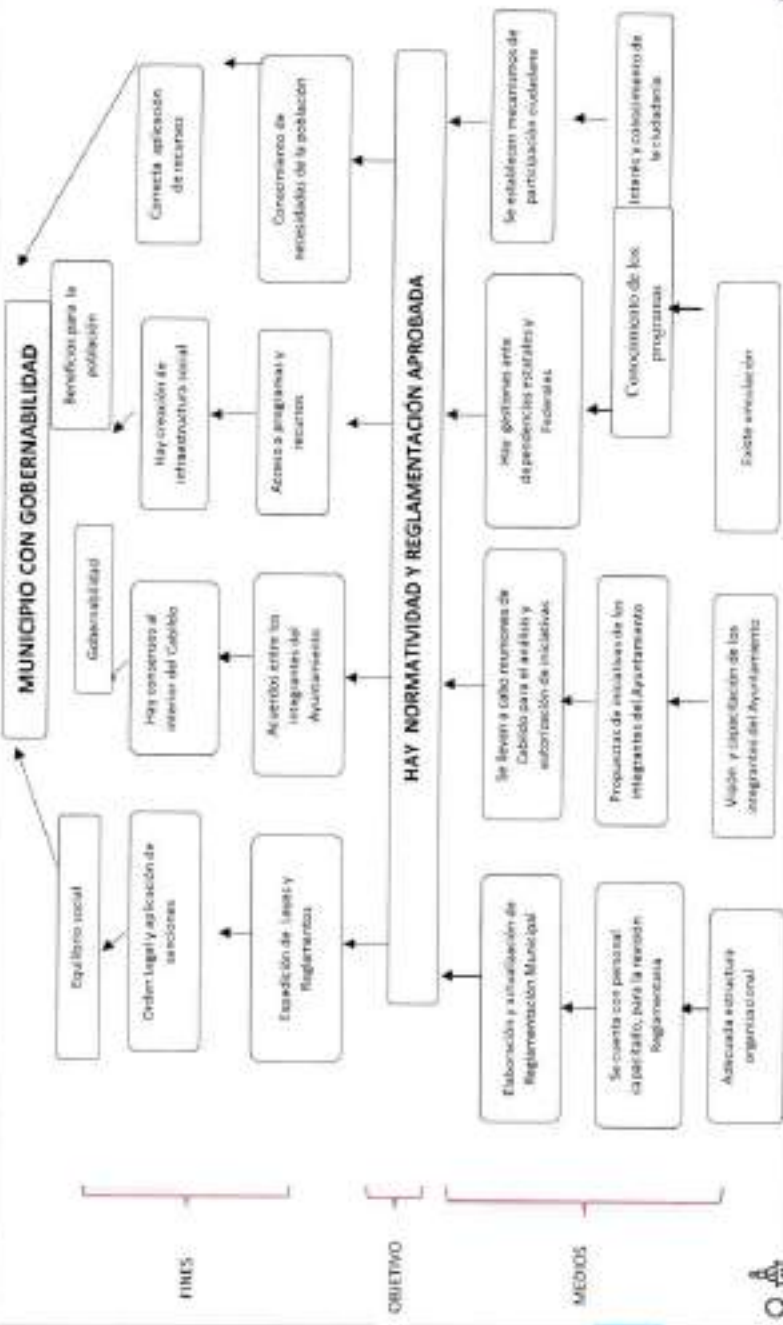 MUNICIPIO CON GOBERNABILIDAD
Equilibrio social
Gobernabilidad
Beneficios para la
población
Orden Legal y aplicación de
sanciones
Hay consensos al
interior del Cabildo
Hay creación de
infraestructura social
Correcta aplicación
de recursos
Expedición de Leyes y
Reglamentos
Acuerdos entre los
integrantes del
Ayuntamiento
Acceso a programas y
recursos
Conocimiento de
necesidades de la población
FINES
HAY NORMATIVIDAD Y REGLAMENTACIÓN APROBADA
OBJETIVO
Elaboración y actualización de
Reglamentación Municipal
Se llevan a cabo reuniones de
Cabildo para el análisis y
autorización de iniciativas
Hay gestiones ante
dependencias estatales y
Federales
Se establecen mecanismos de
participación ciudadana
Se cuenta con personal
capacitado, para la revisión
Reglamentaria
Propuestas de iniciativas de los
integrantes del Ayuntamiento
Conocimiento de los
programas
Interés y conocimiento de
la ciudadanía
Adecuada estructura
organizacional
Visión y capacitación de los
integrantes del Ayuntamiento
Existe vinculación
MEDIOS